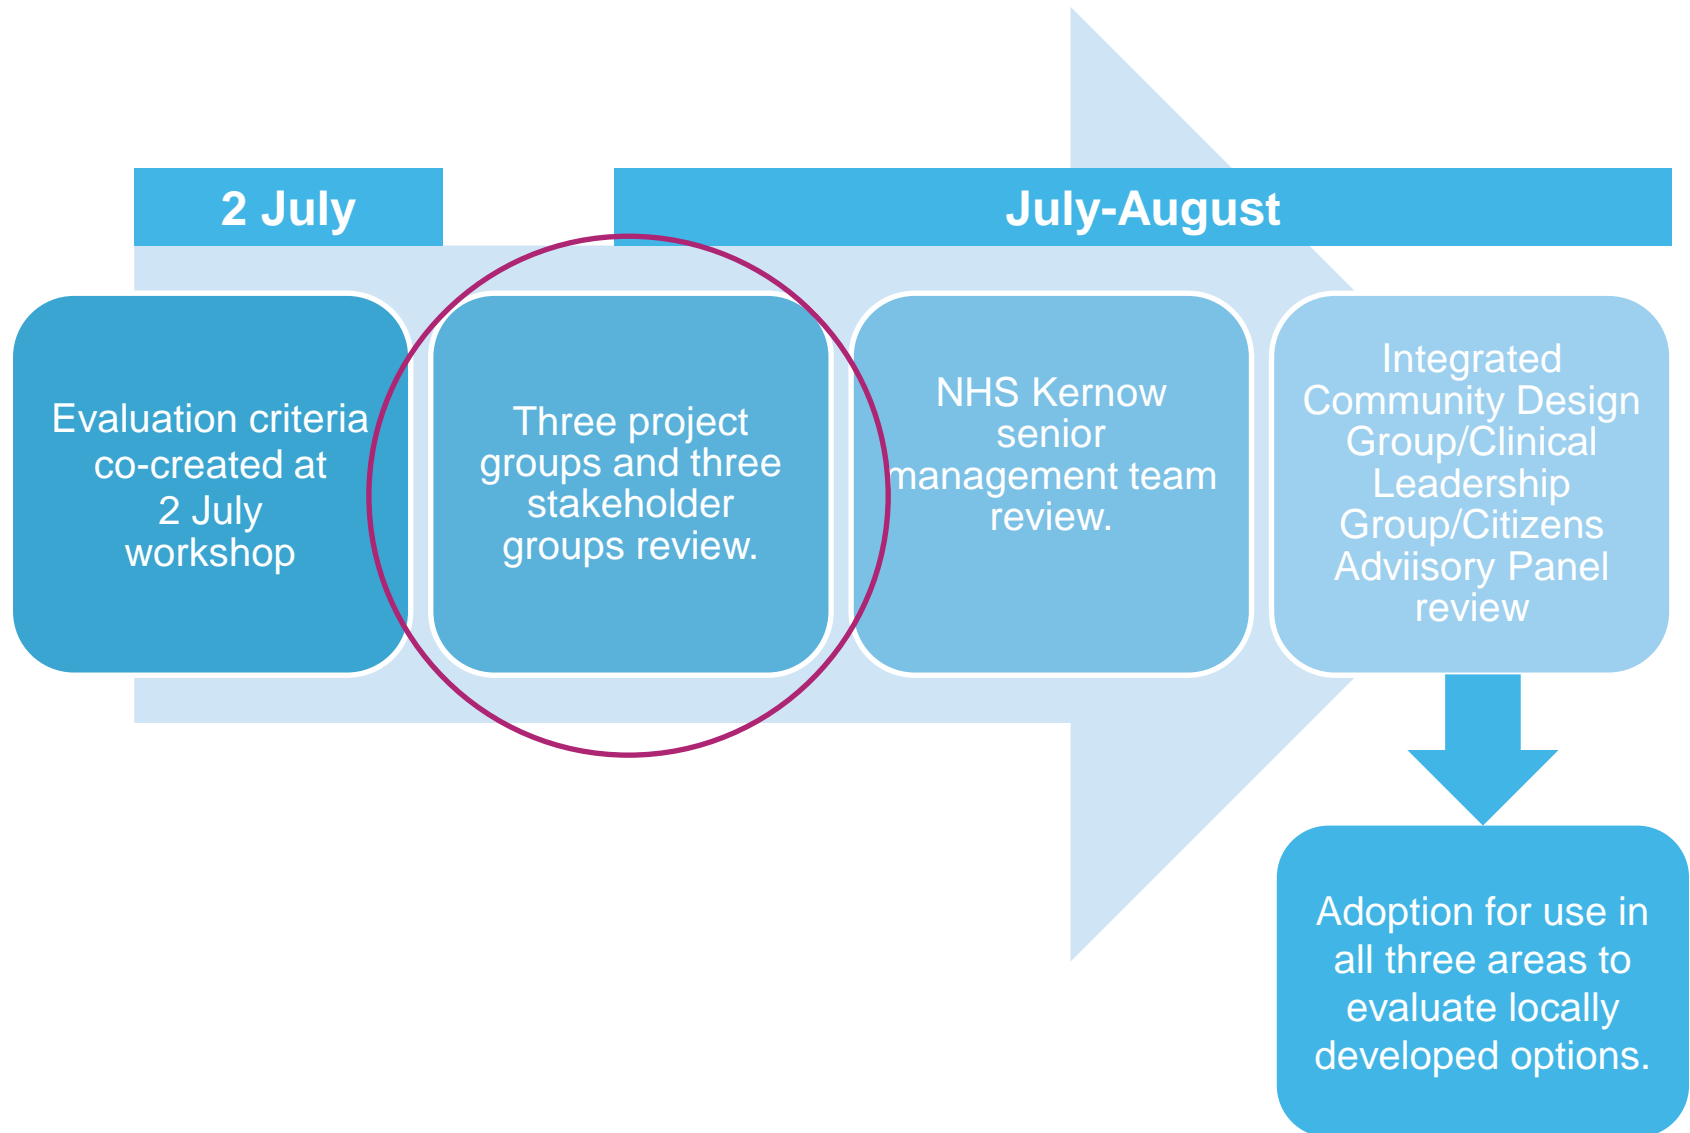 2 July
July-August
Evaluation criteria
co-created at
2 July
workshop
Three project
groups and three
stakeholder
groups review.
NHS Kernow
senior
management team
review.
Integrated
Community Design
Group/Clinical
Leadership
Group/Citizens
Adviisory Panel
review
Adoption for use in
all three areas to
evaluate locally
developed options.